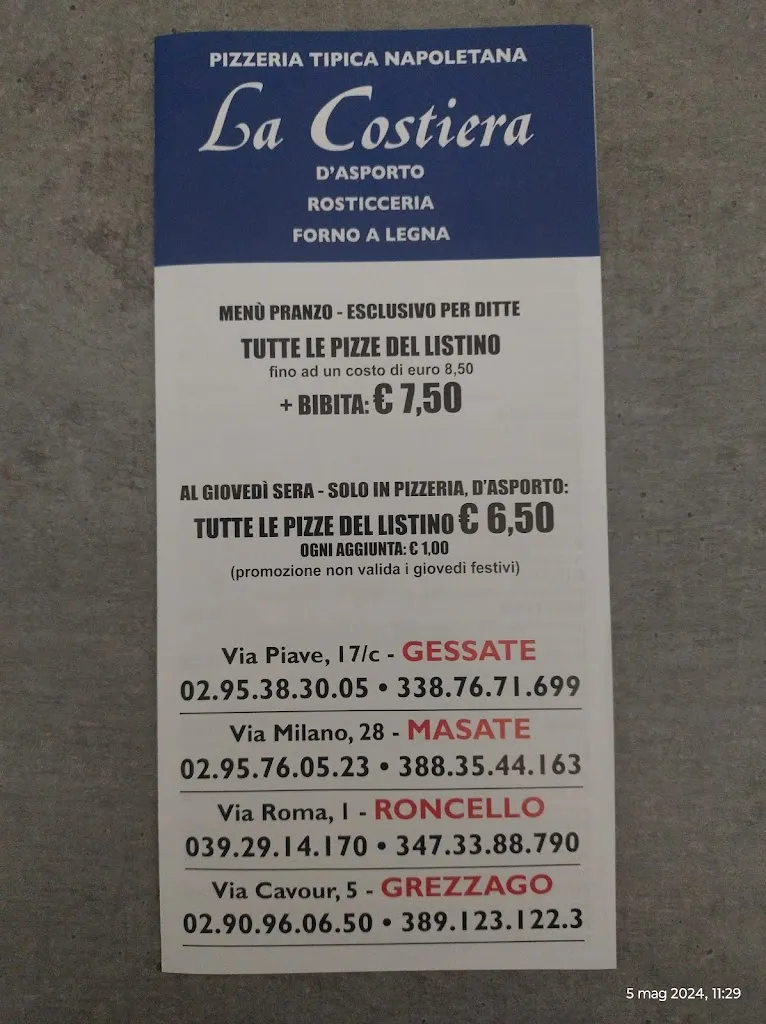 PIZZERIA TIPICA NAPOLETANA
La Costiera
D'ASPORTO
ROSTICCERIA
FORNO A LEGNA
MENÙ PRANZO - ESCLUSIVO PER DITTE
TUTTE LE PIZZE DEL LISTINO
fino ad un costo di euro 8,50
+ BIBITA: € 7,50
AL GIOVEDÌ SERA - SOLO IN PIZZERIA, D'ASPORTO:
TUTTE LE PIZZE DEL LISTINO € 6,50
OGNI AGGIUNTA: € 1,00
(promozione non valida i giovedì festivi)
Via Piave, 17/c - GESSATE
02.95.38.30.05 • 338.76.71.699
Via Milano, 28 - MASATE
02.95.76.05.23 • 388.35.44.163
Via Roma, 1 - RONCELLO
039.29.14.170 • 347.33.88.790
Via Cavour, 5 - GREZZAGO
02.90.96.06.50 • 389.123.122.3
5 mag 2024, 11:29